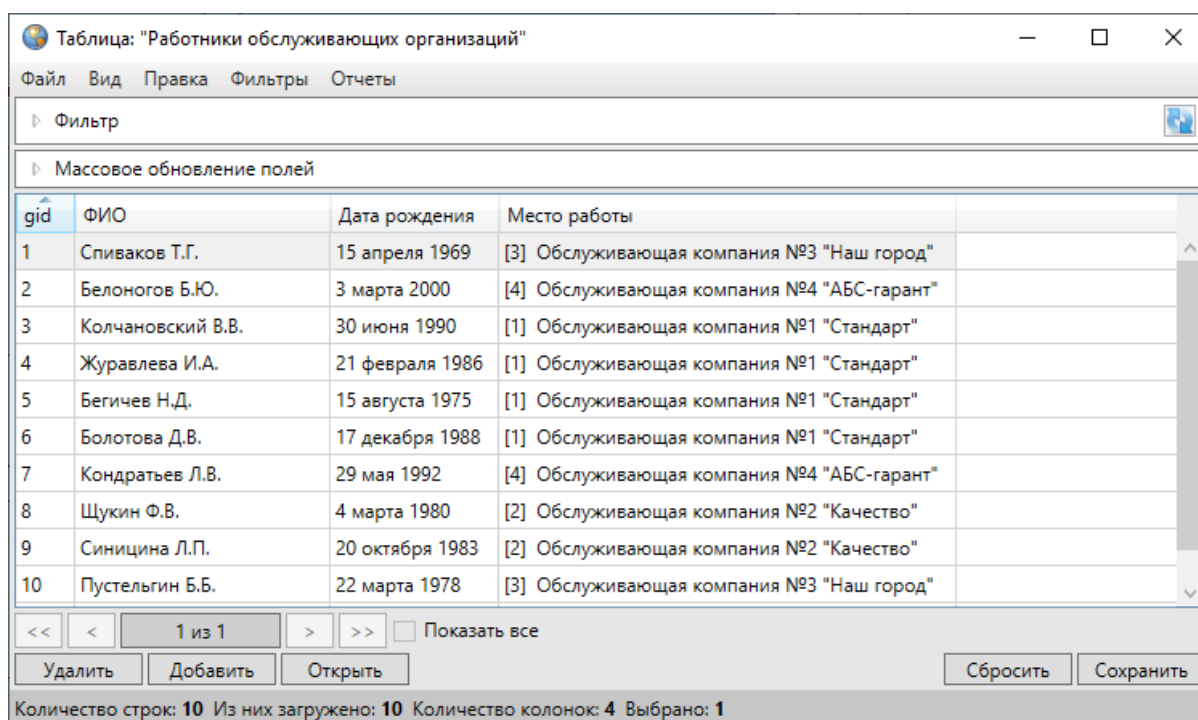 Таблица: "Работники обслуживающих организаций"
Файл Вид Правка Фильтры Отчеты
Фильтр
Массовое обновление полей
gid ФИО Дата рождения Место работы
1 Спиваков Т.Г. 15 апреля 1969 [3] Обслуживающая компания №3 "Наш город"
2 Белоногов Б.Ю. 3 марта 2000 [4] Обслуживающая компания №4 "АБС-гарант"
3 Колчановский В.В. 30 июня 1990 [1] Обслуживающая компания №1 "Стандарт"
4 Журавлева И.А. 21 февраля 1986 [1] Обслуживающая компания №1 "Стандарт"
5 Бегичев Н.Д. 15 августа 1975 [1] Обслуживающая компания №1 "Стандарт"
6 Болотова Д.В. 17 декабря 1988 [1] Обслуживающая компания №1 "Стандарт"
7 Кондратьев Л.В. 29 мая 1992 [4] Обслуживающая компания №4 "АБС-гарант"
8 Щукин Ф.В. 4 марта 1980 [2] Обслуживающая компания №2 "Качество"
9 Синицина Л.П. 20 октября 1983 [2] Обслуживающая компания №2 "Качество"
10 Пустельгин Б.Б. 22 марта 1978 [3] Обслуживающая компания №3 "Наш город"
<< < 1 из 1 > >> Показать все
Удалить Добавить Открыть Сбросить Сохранить
Количество строк: 10 Из них загружено: 10 Количество колонок: 4 Выбрано: 1